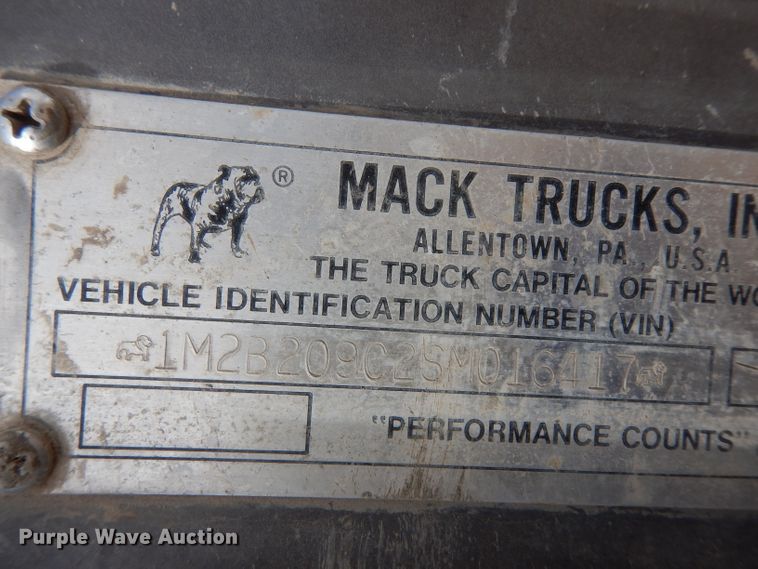 ® MACK TRUCKS, IN
ALLENTOWN, PA., U.S.A
THE TRUCK CAPITAL OF THE WO
VEHICLE IDENTIFICATION NUMBER (VIN)
1M2B209C2SM016417
"PERFORMANCE COUNTS"
Purple Wave Auction